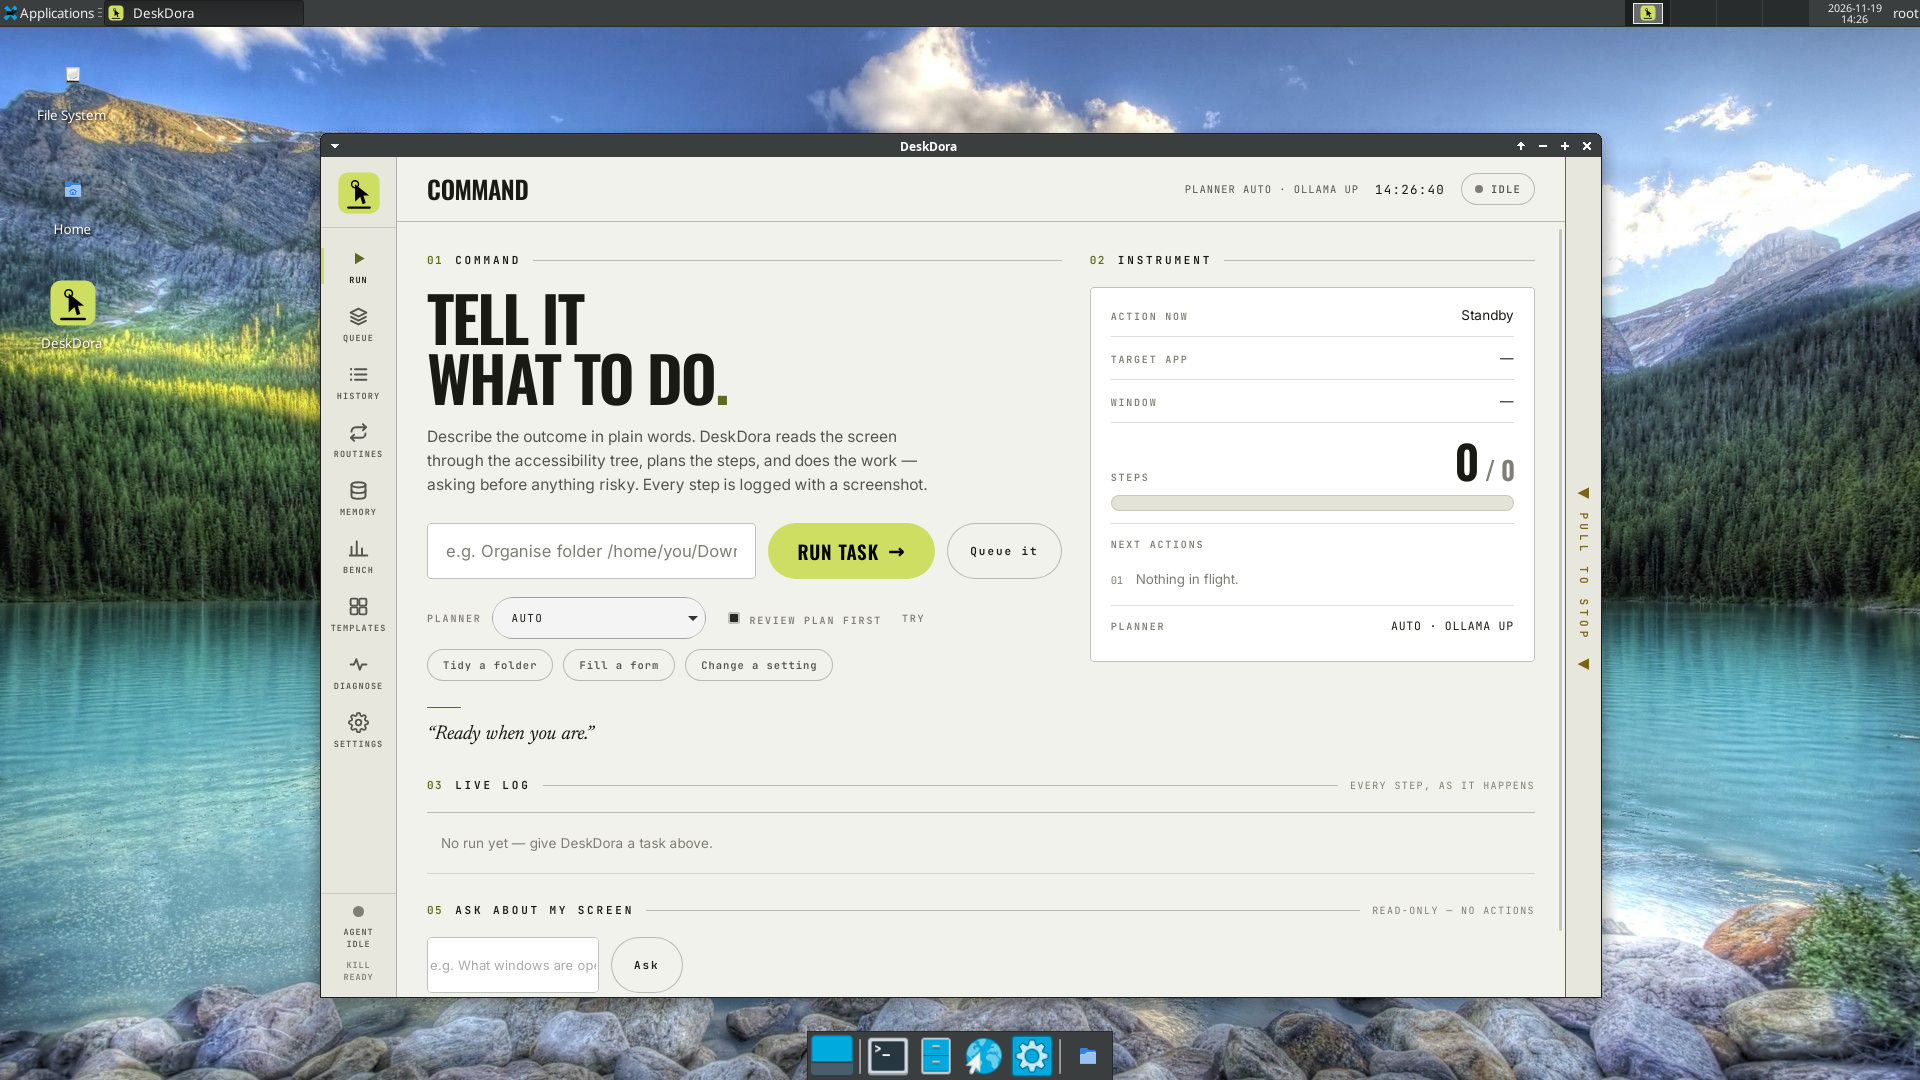 Applications
DeskDora
2026-11-19
14:26
root
File System
Home
DeskDora
DeskDora
COMMAND
PLANNER AUTO · OLLAMA UP
14:26:40
IDLE
RUN
QUEUE
HISTORY
ROUTINES
MEMORY
BENCH
TEMPLATES
DIAGNOSE
SETTINGS
AGENT
IDLE
KILL
READY
01 COMMAND
TELL IT
WHAT TO DO.
Describe the outcome in plain words. DeskDora reads the screen
through the accessibility tree, plans the steps, and does the work —
asking before anything risky. Every step is logged with a screenshot.
e.g. Organise folder /home/you/Dow
RUN TASK →
Queue it
PLANNER
AUTO
REVIEW PLAN FIRST
TRY
Tidy a folder
Fill a form
Change a setting
“Ready when you are.”
02 INSTRUMENT
ACTION NOW
Standby
TARGET APP
—
WINDOW
—
STEPS
0 / 0
NEXT ACTIONS
01 Nothing in flight.
PLANNER
AUTO · OLLAMA UP
03 LIVE LOG
EVERY STEP, AS IT HAPPENS
No run yet — give DeskDora a task above.
05 ASK ABOUT MY SCREEN
READ-ONLY — NO ACTIONS
e.g. What windows are ope
Ask
PULL TO STOP